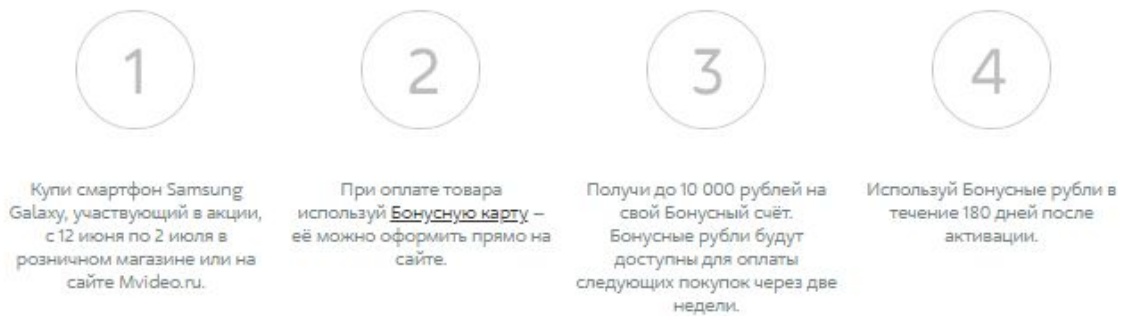 1
Купи смартфон Samsung
Galaxy, участвующий в акции,
с 12 июня по 2 июля в
розничном магазине или на
сайте Mvideo.ru.
2
При оплате товара
используй Бонусную карту –
её можно оформить прямо на
сайте.
3
Получи до 10 000 рублей на
свой Бонусный счёт.
Бонусные рубли будут
доступны для оплаты
следующих покупок через две
недели.
4
Используй Бонусные рубли в
течение 180 дней после
активации.